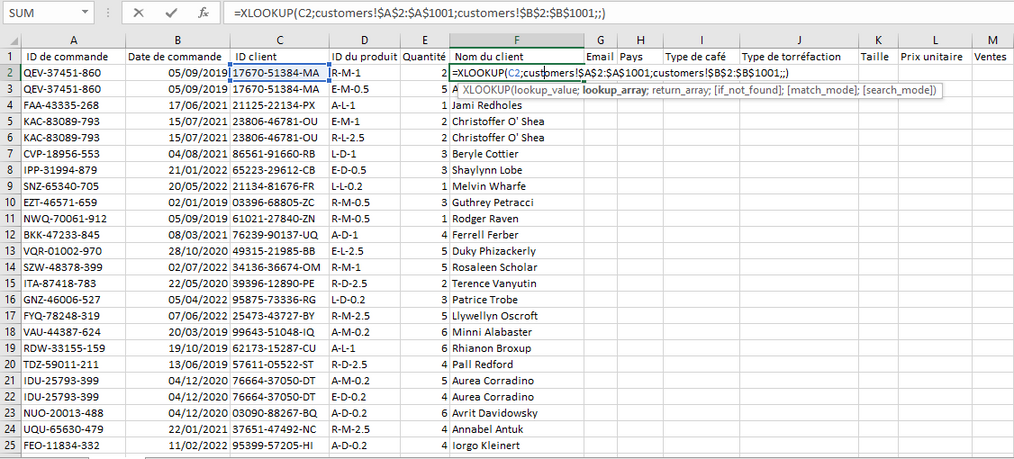 SUM =XLOOKUP(C2;customers!$A$2:$A$1001;customers!$B$2:$B$1001;;)
A B C D E F G H I J K L M
1 ID de commande Date de commande ID client ID du produit Quantité Nom du client Email Pays Type de café Type de torréfaction Taille Prix unitaire Ventes
2 QEV-37451-860 05/09/2019 17670-51384-MA R-M-1 2 =XLOOKUP(C2;customers!$A$2:$A$1001;customers!$B$2:$B$1001;;)
3 QEV-37451-860 05/09/2019 17670-51384-MA E-M-0.5 5 A XLOOKUP(lookup_value; lookup_array; return_array; [if_not_found]; [match_mode]; [search_mode])
4 FAA-43335-268 17/06/2021 21125-22134-PX A-L-1 1 Jami Redholes
5 KAC-83089-793 15/07/2021 23806-46781-OU E-M-1 2 Christoffer O' Shea
6 KAC-83089-793 15/07/2021 23806-46781-OU R-L-2.5 2 Christoffer O' Shea
7 CVP-18956-553 04/08/2021 86561-91660-RB L-D-1 3 Beryle Cottier
8 IPP-31994-879 21/01/2022 65223-29612-CB E-D-0.5 3 Shaylynn Lobe
9 SNZ-65340-705 20/05/2022 21134-81676-FR L-L-0.2 1 Melvin Wharfe
10 EZT-46571-659 02/01/2019 03396-68805-ZC R-M-0.5 3 Guthrey Petracci
11 NWQ-70061-912 05/09/2019 61021-27840-ZN R-M-0.5 1 Rodger Raven
12 BKK-47233-845 08/03/2021 76239-90137-UQ A-D-1 4 Ferrell Ferber
13 VQR-01002-970 28/10/2020 49315-21985-BB E-L-2.5 5 Duky Phizackerly
14 SZW-48378-399 02/07/2022 34136-36674-OM R-M-1 5 Rosaleen Scholar
15 ITA-87418-783 22/05/2020 39396-12890-PE R-D-2.5 2 Terence Vanyutin
16 GNZ-46006-527 05/04/2022 95875-73336-RG L-D-0.2 3 Patrice Trobe
17 FYQ-78248-319 07/06/2022 25473-43727-BY R-M-2.5 5 Llywellyn Oscroft
18 VAU-44387-624 20/03/2019 99643-51048-IQ A-M-0.2 6 Minni Alabaster
19 RDW-33155-159 19/10/2019 62173-15287-CU A-L-1 6 Rhianon Broxup
20 TDZ-59011-211 13/06/2019 57611-05522-ST R-D-2.5 4 Pall Redford
21 IDU-25793-399 04/12/2020 76664-37050-DT A-M-0.2 5 Aurea Corradino
22 IDU-25793-399 04/12/2020 76664-37050-DT E-D-0.2 4 Aurea Corradino
23 NUO-20013-488 04/12/2020 03090-88267-BQ A-D-0.2 6 Avrit Davidowsky
24 UQU-65630-479 22/01/2021 37651-47492-NC R-M-2.5 4 Annabel Antuk
25 FEO-11834-332 11/02/2022 95399-57205-HI A-D-0.2 4 Iorgo Kleinert